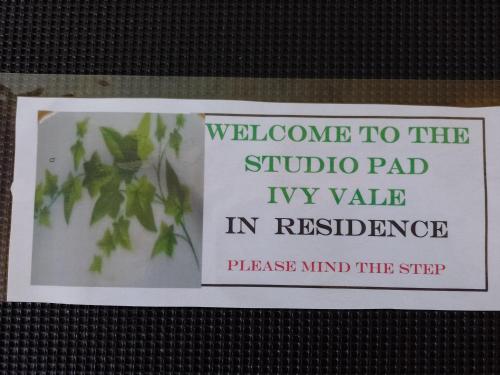 WELCOME TO THE
STUDIO PAD
IVY VALE
IN RESIDENCE
PLEASE MIND THE STEP